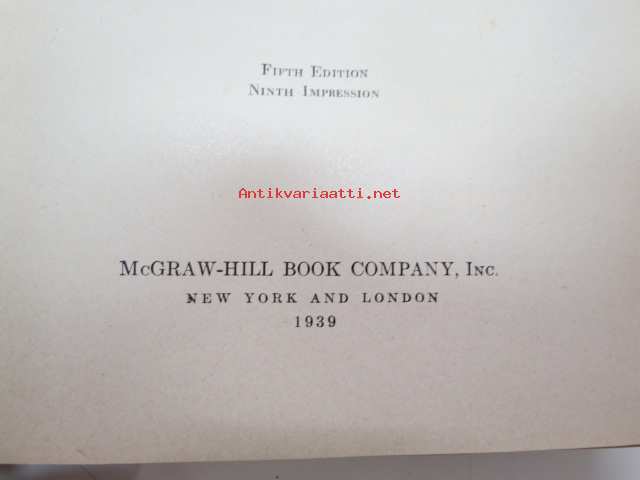 Fifth Edition
Ninth Impression
Antikvariaatti.net
McGRAW-HILL BOOK COMPANY, Inc.
NEW YORK AND LONDON
1939